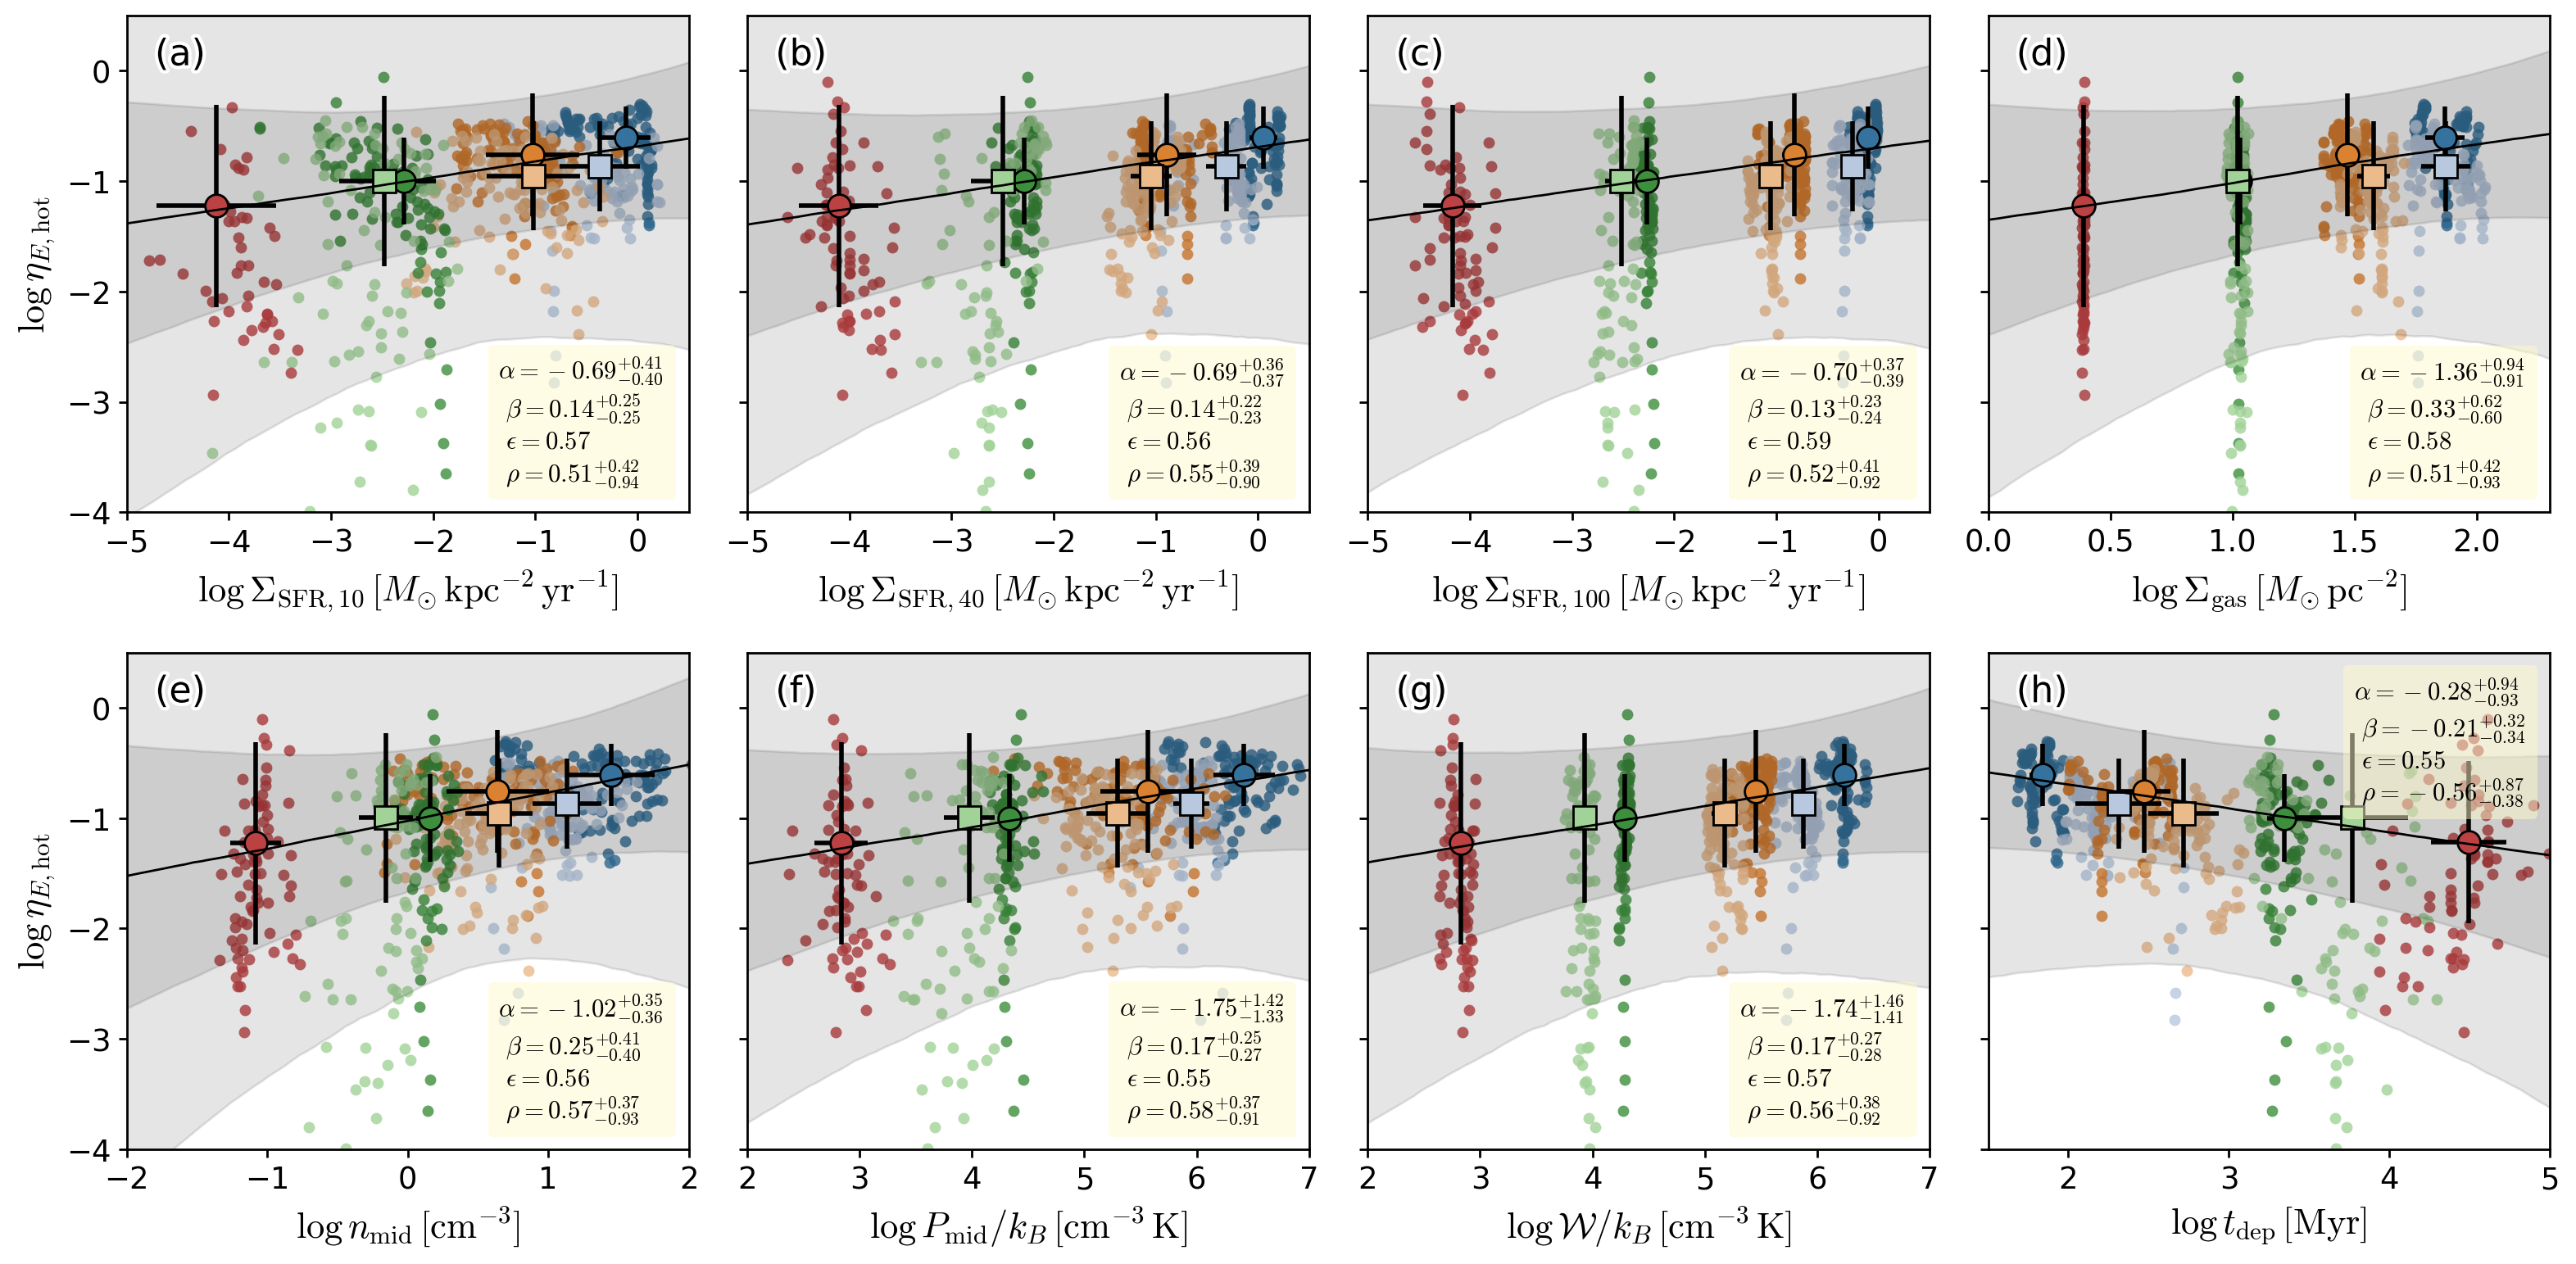 (a) (b) (c) (d)
0
−1
−2
−3
−4
log η_{E, hot}
α = − 0.69^{+0.41}_{−0.40}
β = 0.14^{+0.25}_{−0.25}
ϵ = 0.57
ρ = 0.51^{+0.42}_{−0.94}
α = − 0.69^{+0.36}_{−0.37}
β = 0.14^{+0.22}_{−0.23}
ϵ = 0.56
ρ = 0.55^{+0.39}_{−0.90}
α = − 0.70^{+0.37}_{−0.39}
β = 0.13^{+0.23}_{−0.24}
ϵ = 0.59
ρ = 0.52^{+0.41}_{−0.92}
α = − 1.36^{+0.94}_{−0.91}
β = 0.33^{+0.62}_{−0.60}
ϵ = 0.58
ρ = 0.51^{+0.42}_{−0.93}
−5 −4 −3 −2 −1 0
−5 −4 −3 −2 −1 0
−5 −4 −3 −2 −1 0
0.0 0.5 1.0 1.5 2.0
log Σ_{SFR, 10} [M_⊙ kpc^{−2} yr^{−1}]
log Σ_{SFR, 40} [M_⊙ kpc^{−2} yr^{−1}]
log Σ_{SFR, 100} [M_⊙ kpc^{−2} yr^{−1}]
log Σ_{gas} [M_⊙ pc^{−2}]
(e) (f) (g) (h)
0
−1
−2
−3
−4
log η_{E, hot}
α = − 1.02^{+0.35}_{−0.36}
β = 0.25^{+0.41}_{−0.40}
ϵ = 0.56
ρ = 0.57^{+0.37}_{−0.93}
α = − 1.75^{+1.42}_{−1.33}
β = 0.17^{+0.25}_{−0.27}
ϵ = 0.55
ρ = 0.58^{+0.37}_{−0.91}
α = − 1.74^{+1.46}_{−1.41}
β = 0.17^{+0.27}_{−0.28}
ϵ = 0.57
ρ = 0.56^{+0.38}_{−0.92}
α = − 0.28^{+0.94}_{−0.93}
β = − 0.21^{+0.32}_{−0.34}
ϵ = 0.55
ρ = − 0.56^{+0.87}_{−0.38}
−2 −1 0 1 2
2 3 4 5 6 7
2 3 4 5 6 7
2 3 4 5
log n_{mid} [cm^{−3}]
log P_{mid}/k_B [cm^{−3} K]
log 𝒲/k_B [cm^{−3} K]
log t_{dep} [Myr]